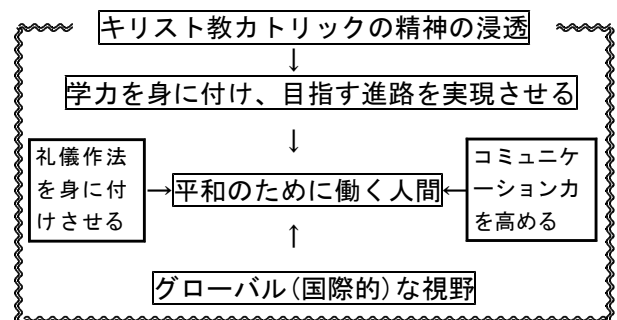 キリスト教カトリックの精神の浸透
↓
学力を身に付け、目指す進路を実現させる
↓
礼儀作法
を身に付
けさせる
→平和のために働く人間←
コミュニケ
ーション力
を高める
↑
グローバル(国際的)な視野